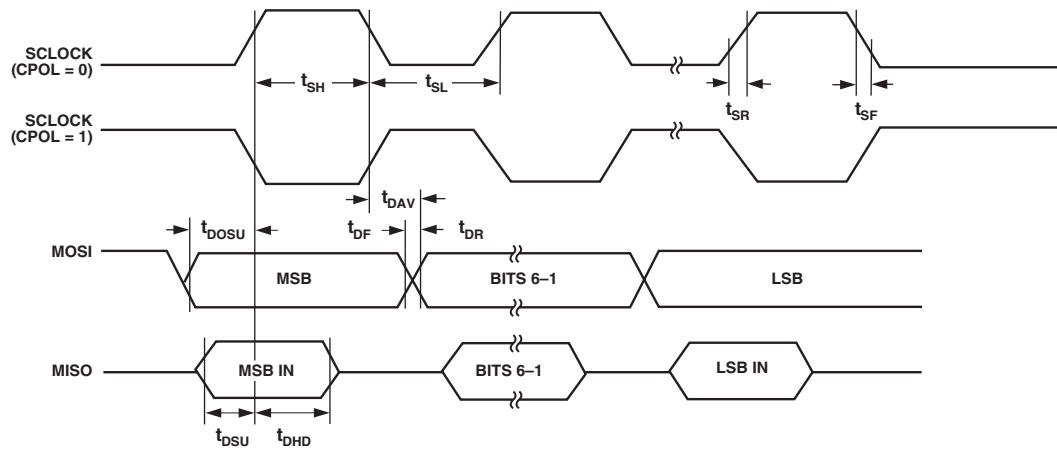 SCLOCK
(CPOL = 0)
tSH
tSL
tSR
tSF
SCLOCK
(CPOL = 1)
tDAV
tDOSU
tDF
tDR
MOSI
MSB
BITS 6–1
LSB
MISO
MSB IN
BITS 6–1
LSB IN
tDSU
tDHD